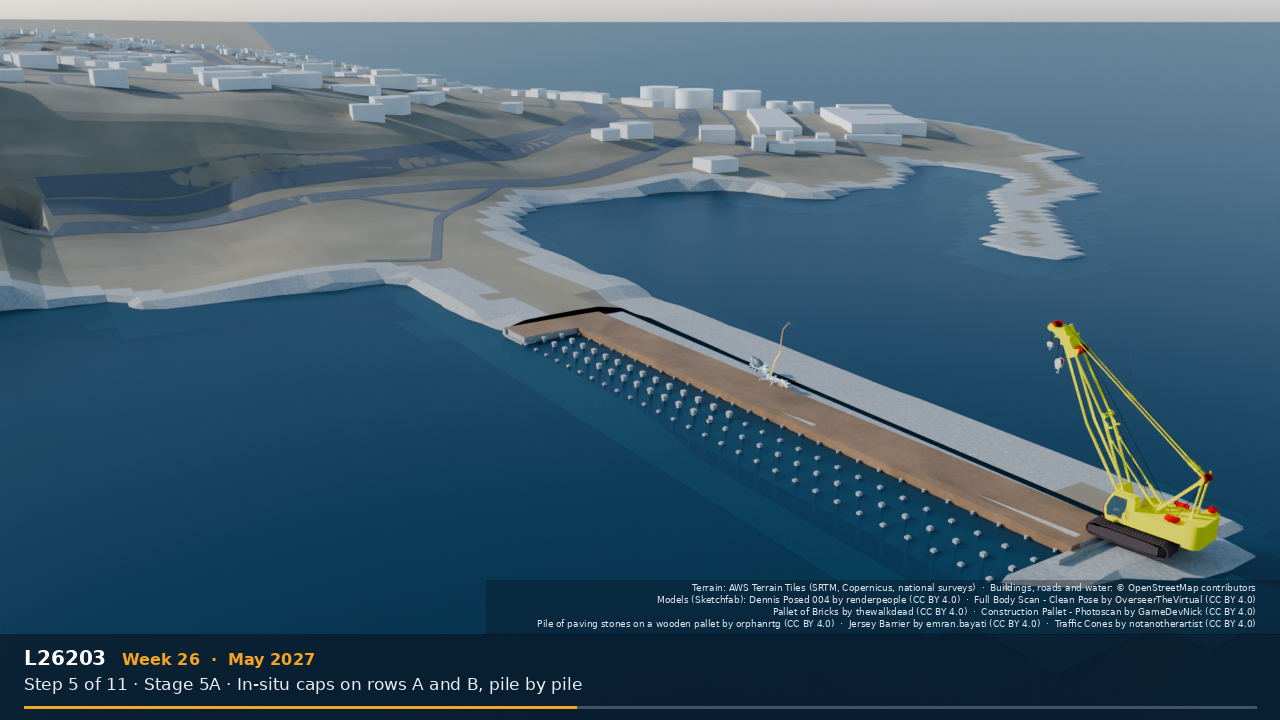 Terrain: AWS Terrain Tiles (SRTM, Copernicus, national surveys) · Buildings, roads and water: © OpenStreetMap contributors
Models (Sketchfab): Dennis Posed 004 by renderpeople (CC BY 4.0) · Full Body Scan - Clean Pose by OverseerTheVirtual (CC BY 4.0)
Pallet of Bricks by thewalkdead (CC BY 4.0) · Construction Pallet - Photoscan by GameDevNick (CC BY 4.0)
Pile of paving stones on a wooden pallet by orphanrtg (CC BY 4.0) · Jersey Barrier by emran.bayati (CC BY 4.0) · Traffic Cones by notanotherartist (CC BY 4.0)
L26203 Week 26 · May 2027
Step 5 of 11 · Stage 5A · In-situ caps on rows A and B, pile by pile